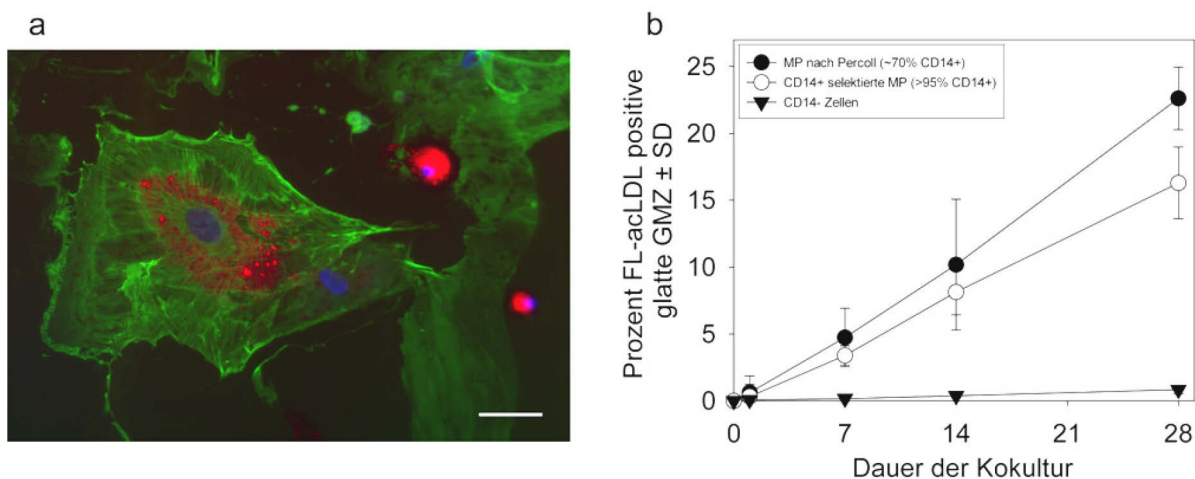 a
b
MP nach Percoll (~70% CD14+)
CD14+ selektierte MP (>95% CD14+)
CD14- Zellen
Prozent FL-acLDL positive
glatte GMZ ± SD
25
20
15
10
5
0
0 7 14 21 28
Dauer der Kokultur